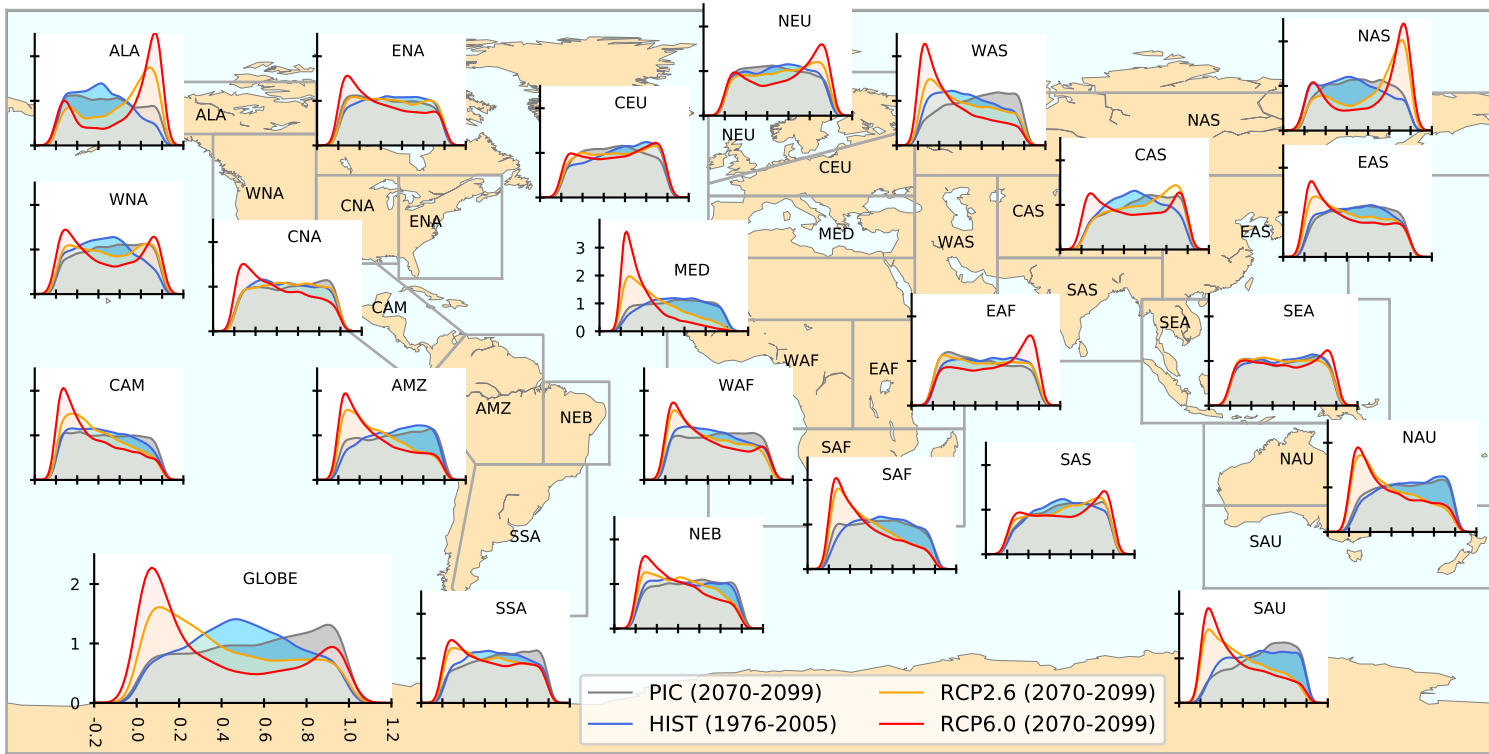 NEU
ALA
ENA
WAS
NAS
CEU
ALA
NAS
NEU
CAS
EAS
CEU
WNA
WNA
CNA
ENA
CAS
CNA
MED
WAS
EAS
3
2
1
0
MED
SAS
CAM
EAF
SEA
SEA
CAM
AMZ
WAF
WAF
EAF
AMZ
NEB
SAF
NAU
NAU
SAF
SAS
SSA
NEB
SAU
GLOBE
2
1
0
SSA
SAU
-0.2
0.0
0.2
0.4
0.6
0.8
1.0
1.2
PIC (2070-2099)
RCP2.6 (2070-2099)
HIST (1976-2005)
RCP6.0 (2070-2099)